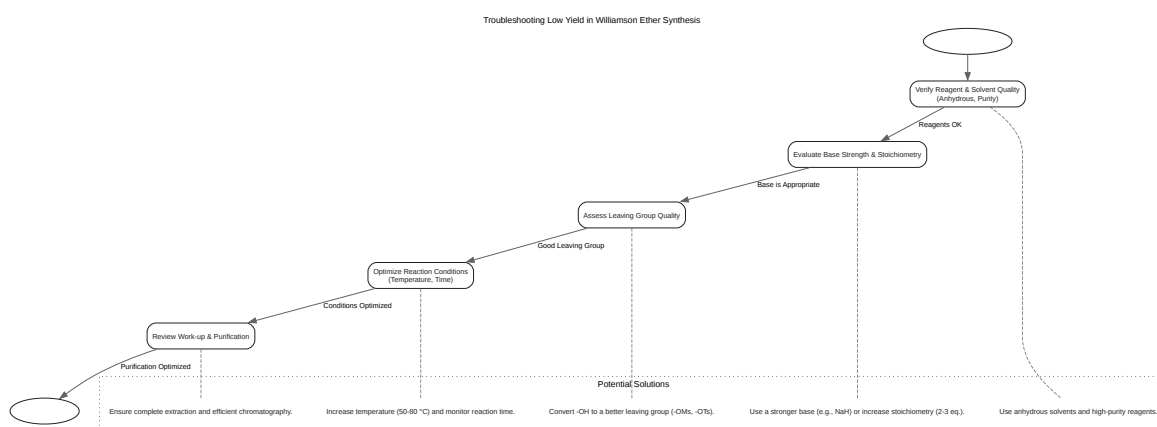 Troubleshooting Low Yield in Williamson Ether Synthesis
Verify Reagent & Solvent Quality
(Anhydrous, Purity)
Reagents OK
Evaluate Base Strength & Stoichiometry
Base is Appropriate
Assess Leaving Group Quality
Good Leaving Group
Optimize Reaction Conditions
(Temperature, Time)
Conditions Optimized
Review Work-up & Purification
Purification Optimized
Potential Solutions
Ensure complete extraction and efficient chromatography.
Increase temperature (50-80 °C) and monitor reaction time.
Convert -OH to a better leaving group (-OMs, -OTs).
Use a stronger base (e.g., NaH) or increase stoichiometry (2-3 eq.).
Use anhydrous solvents and high-purity reagents.